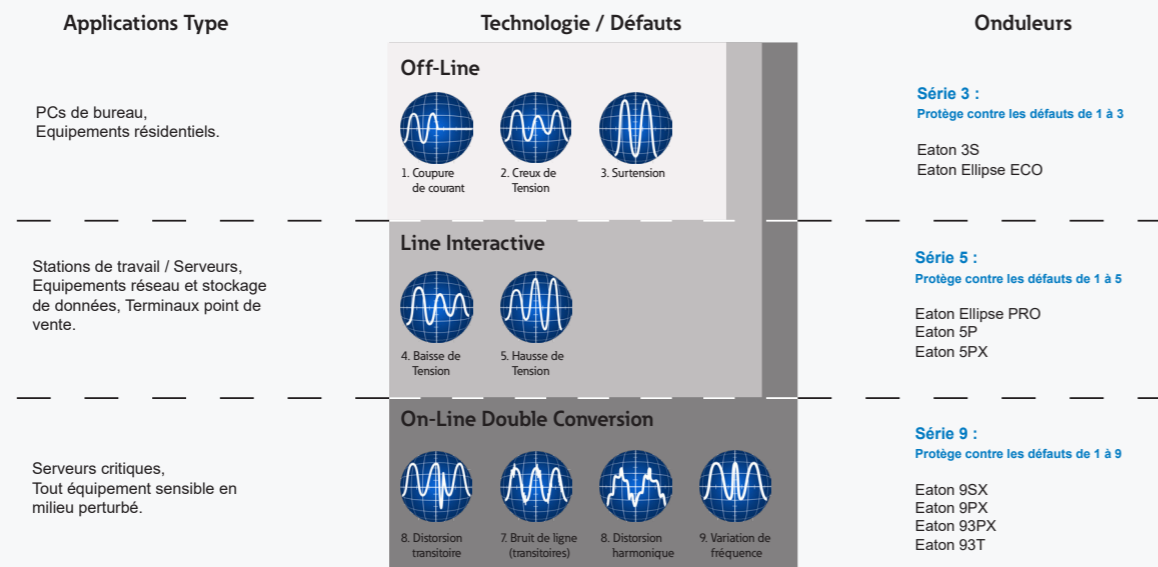 Applications Type
Technologie / Défauts
Onduleurs
PCs de bureau,
Equipements résidentiels.
Off-Line
1. Coupure
de courant
2. Creux de
Tension
3. Surtension
Série 3 :
Protège contre les défauts de 1 à 3
Eaton 3S
Eaton Ellipse ECO
Stations de travail / Serveurs,
Equipements réseau et stockage
de données, Terminaux point de
vente.
Line Interactive
4. Baisse de
Tension
5. Hausse de
Tension
Série 5 :
Protège contre les défauts de 1 à 5
Eaton Ellipse PRO
Eaton 5P
Eaton 5PX
Serveurs critiques,
Tout équipement sensible en
milieu perturbé.
On-Line Double Conversion
8. Distorsion
transitoire
7. Bruit de ligne
(transitoires)
8. Distorsion
harmonique
9. Variation de
fréquence
Série 9 :
Protège contre les défauts de 1 à 9
Eaton 9SX
Eaton 9PX
Eaton 93PX
Eaton 93T